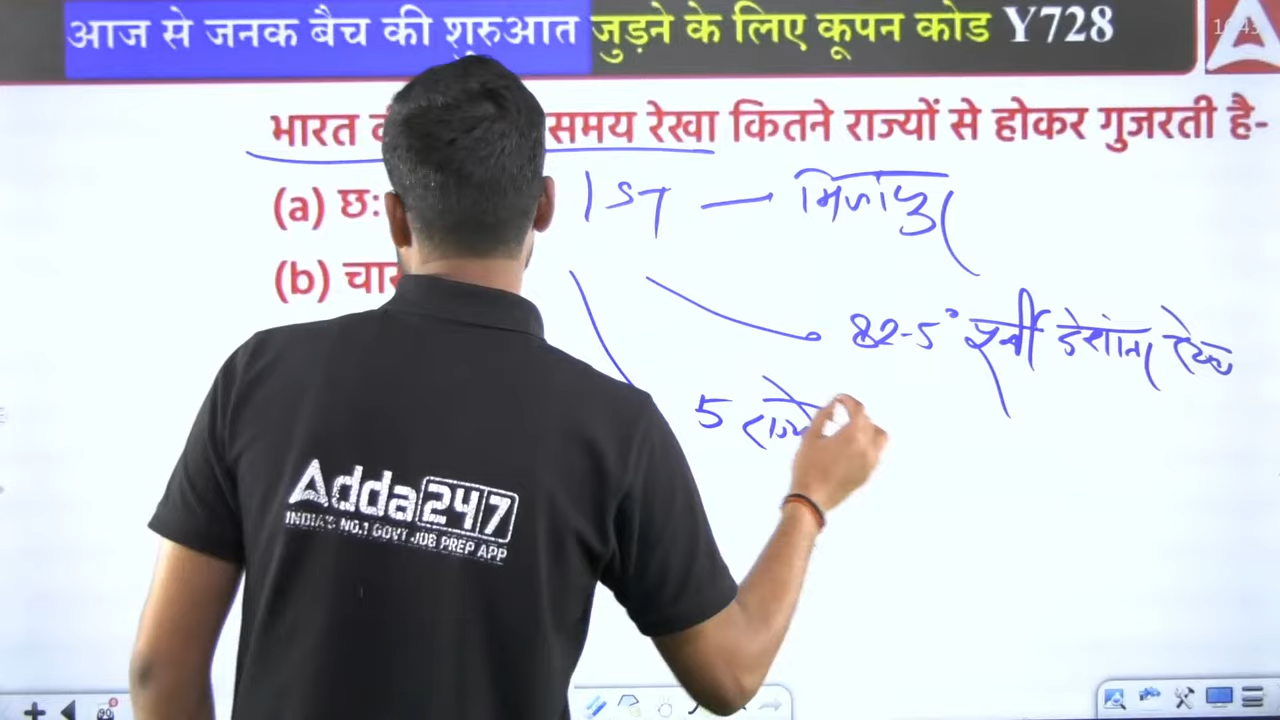 आज से जनक बैच की शुरुआत जुड़ने के लिए कूपन कोड Y728
भारत समय रेखा कितने राज्यों से होकर गुजरती है-
(a) छः
IST — मिर्जापुर
(b) चार
82-5° पूर्वी देशांतर रेखा
5 राज्यो
Adda247
INDIA'S NO.1 GOVT JOB PREP APP